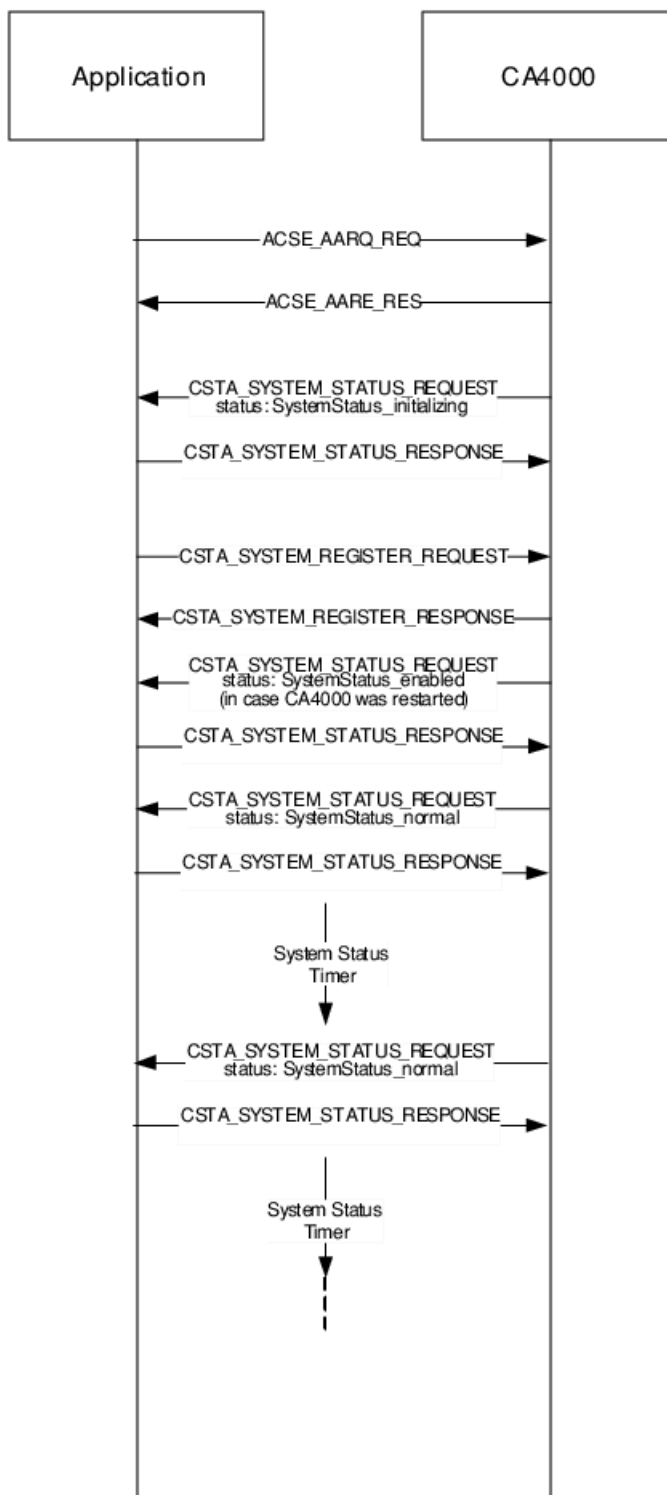 Application
CA4000
ACSE_AARQ_REQ
ACSE_AARE_RES
CSTA_SYSTEM_STATUS_REQUEST
status: SystemStatus_initializing
CSTA_SYSTEM_STATUS_RESPONSE
CSTA_SYSTEM_REGISTER_REQUEST
CSTA_SYSTEM_REGISTER_RESPONSE
CSTA_SYSTEM_STATUS_REQUEST
status: SystemStatus_enabled
(in case CA4000 was restarted)
CSTA_SYSTEM_STATUS_RESPONSE
CSTA_SYSTEM_STATUS_REQUEST
status: SystemStatus_normal
CSTA_SYSTEM_STATUS_RESPONSE
System Status
Timer
CSTA_SYSTEM_STATUS_REQUEST
status: SystemStatus_normal
CSTA_SYSTEM_STATUS_RESPONSE
System Status
Timer